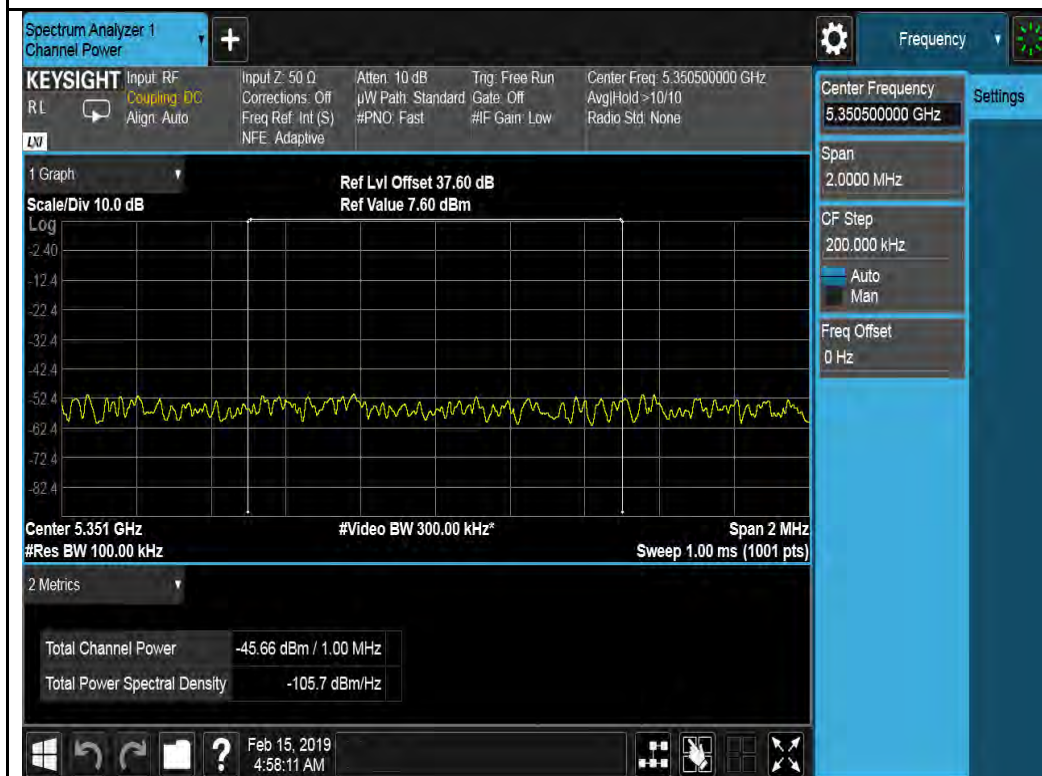 Spectrum Analyzer 1
Channel Power
+
Frequency
KEYSIGHT
RL
LXI
Input: RF
Coupling: DC
Align: Auto
Input Z: 50 Ω
Corrections: Off
Freq Ref: Int (S)
NFE: Adaptive
Atten: 10 dB
µW Path: Standard
#PNO: Fast
Trig: Free Run
Gate: Off
#IF Gain: Low
Center Freq: 5.350500000 GHz
Avg|Hold >10/10
Radio Std: None
Center Frequency
5.350500000 GHz
Settings
Span
2.0000 MHz
CF Step
200.000 kHz
Auto
Man
Freq Offset
0 Hz
1 Graph
Scale/Div 10.0 dB
Ref Lvl Offset 37.60 dB
Ref Value 7.60 dBm
Log
-2.40
-12.4
-22.4
-32.4
-42.4
-52.4
-62.4
-72.4
-82.4
Center 5.351 GHz
#Video BW 300.00 kHz*
Span 2 MHz
#Res BW 100.00 kHz
Sweep 1.00 ms (1001 pts)
2 Metrics
Total Channel Power -45.66 dBm / 1.00 MHz
Total Power Spectral Density -105.7 dBm/Hz
?
Feb 15, 2019
4:58:11 AM